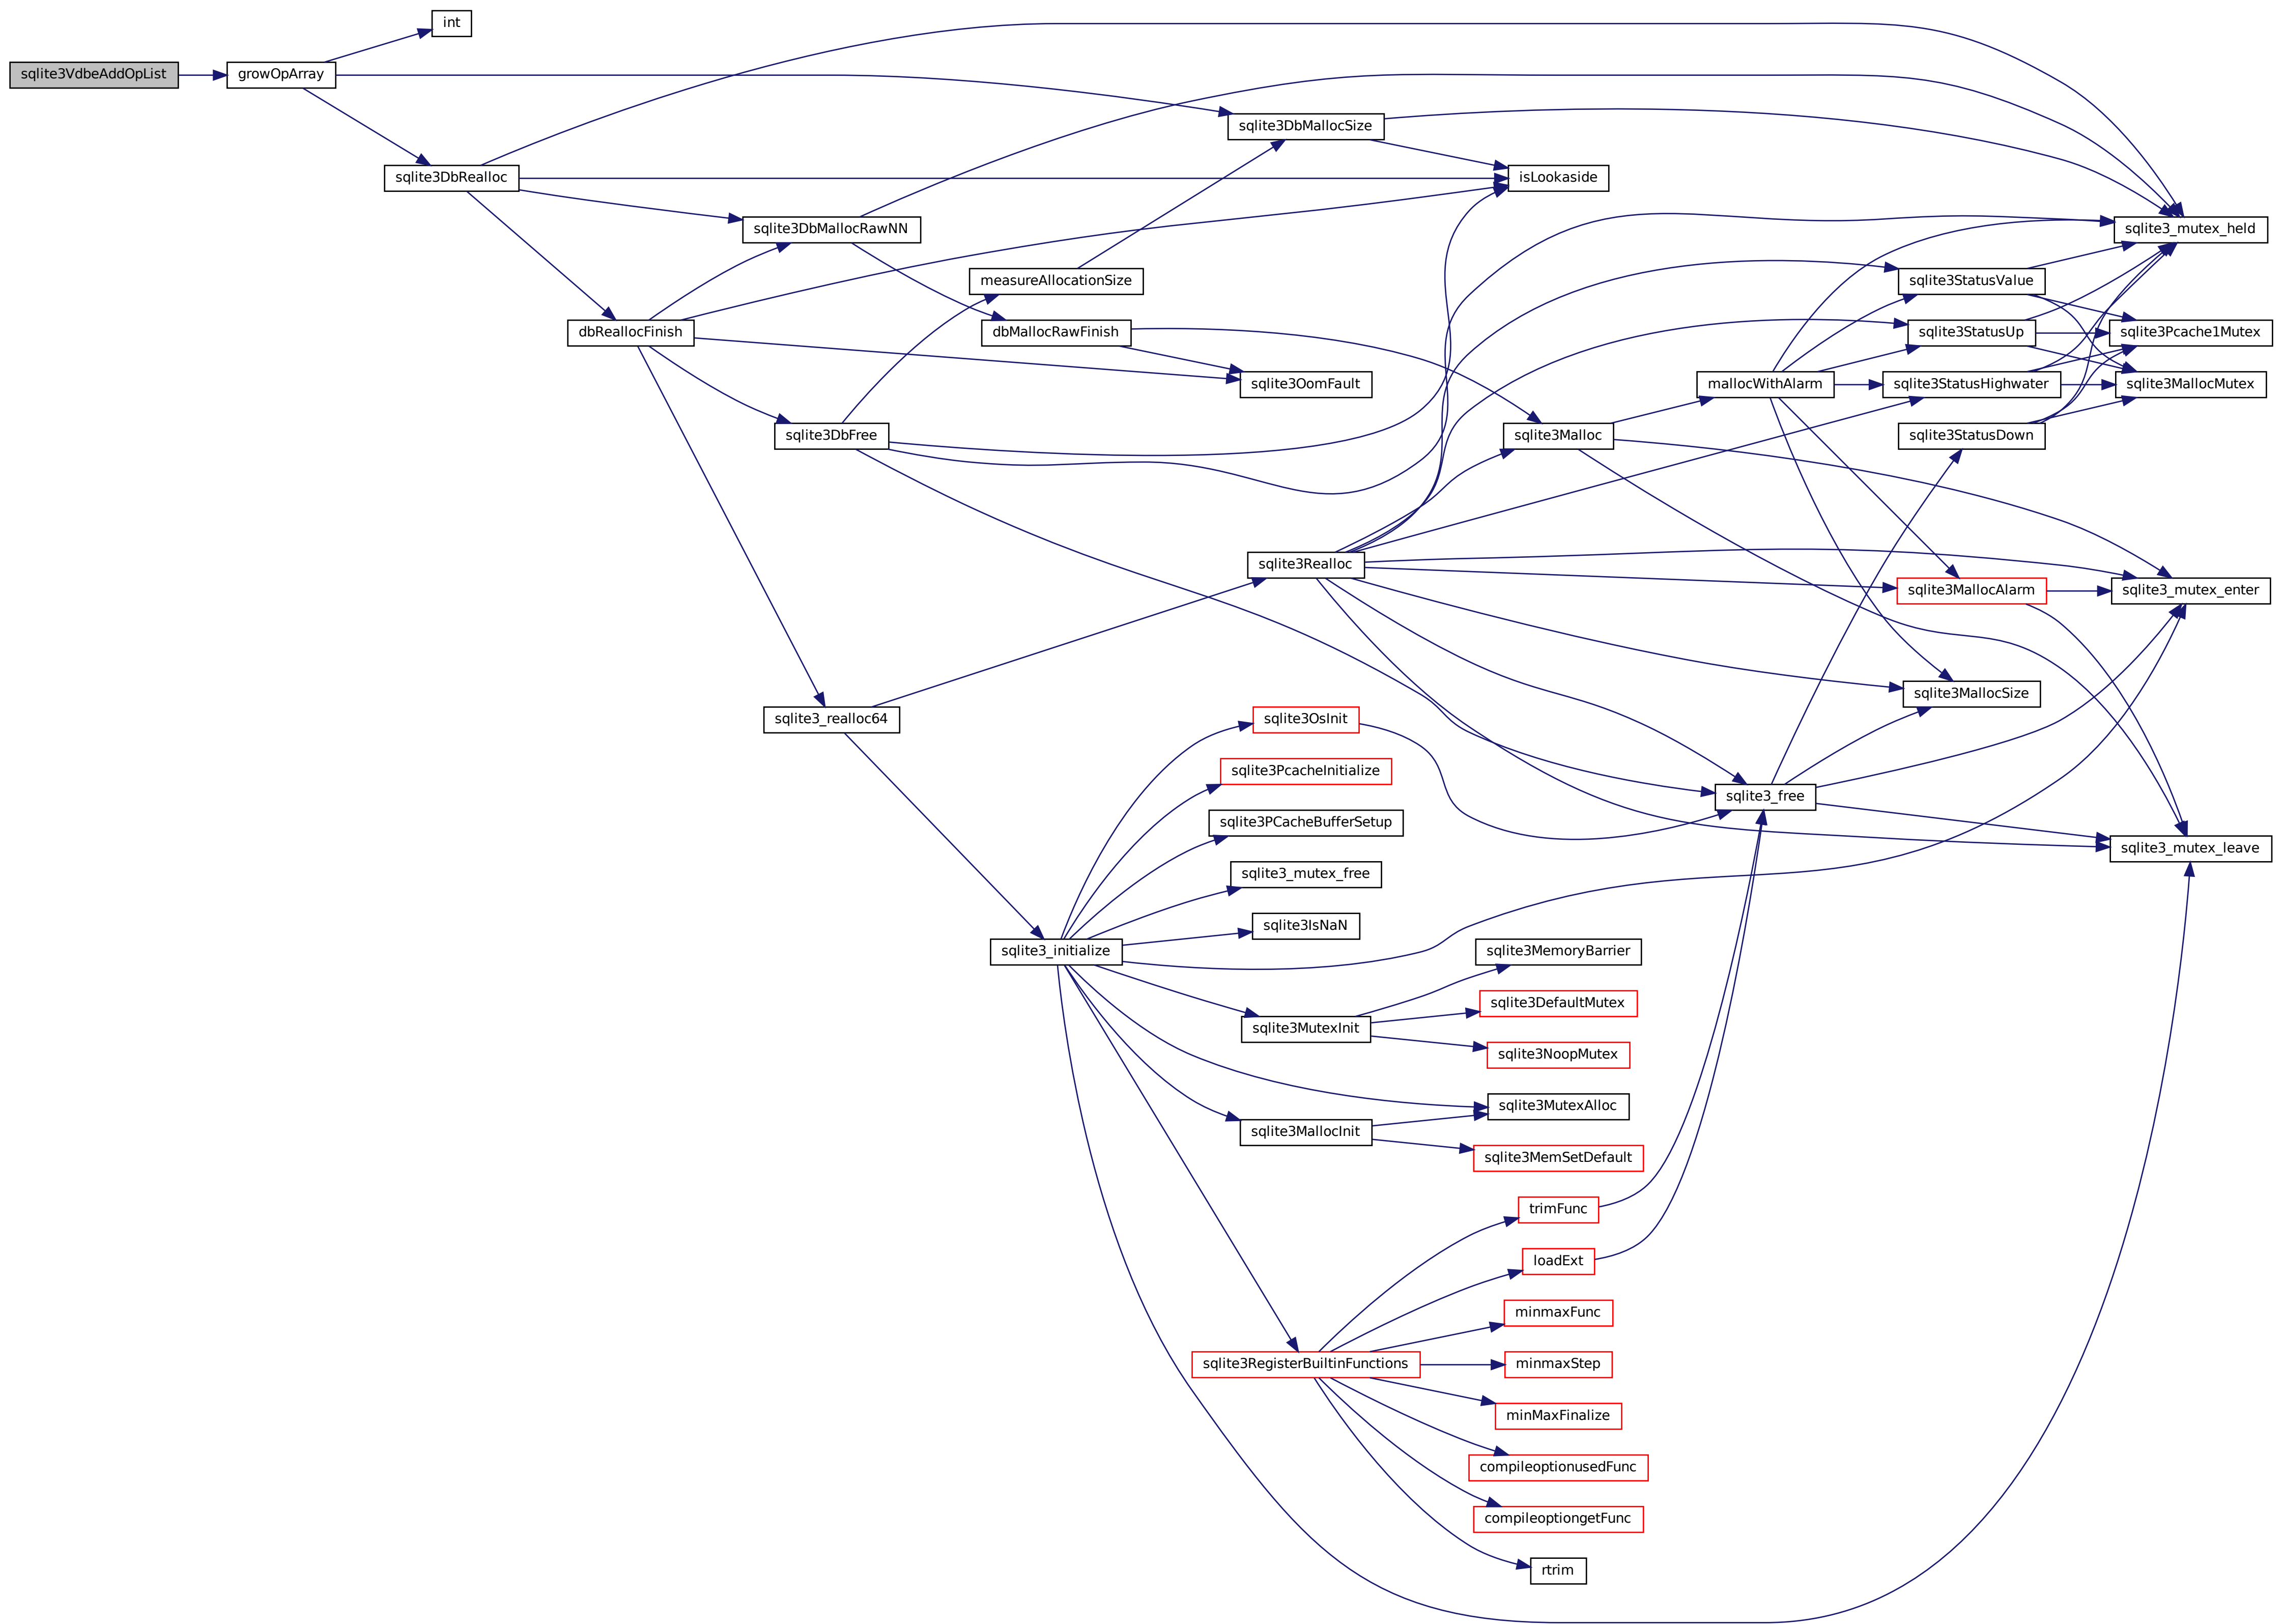 sqlite3VdbeAddOpList
growOpArray
int
sqlite3DbRealloc
dbReallocFinish
sqlite3DbMallocRawNN
sqlite3DbFree
sqlite3_realloc64
measureAllocationSize
dbMallocRawFinish
sqlite3_initialize
sqlite3DbMallocSize
sqlite3OomFault
sqlite3Realloc
sqlite3OsInit
sqlite3PcacheInitialize
sqlite3PCacheBufferSetup
sqlite3_mutex_free
sqlite3IsNaN
sqlite3MutexInit
sqlite3MallocInit
sqlite3RegisterBuiltinFunctions
isLookaside
sqlite3Malloc
sqlite3MemoryBarrier
sqlite3DefaultMutex
sqlite3NoopMutex
sqlite3MutexAlloc
sqlite3MemSetDefault
trimFunc
loadExt
minmaxFunc
minmaxStep
minMaxFinalize
compileoptionusedFunc
compileoptiongetFunc
rtrim
mallocWithAlarm
sqlite3_free
sqlite3StatusValue
sqlite3StatusUp
sqlite3StatusHighwater
sqlite3StatusDown
sqlite3MallocAlarm
sqlite3MallocSize
sqlite3_mutex_held
sqlite3Pcache1Mutex
sqlite3MallocMutex
sqlite3_mutex_enter
sqlite3_mutex_leave